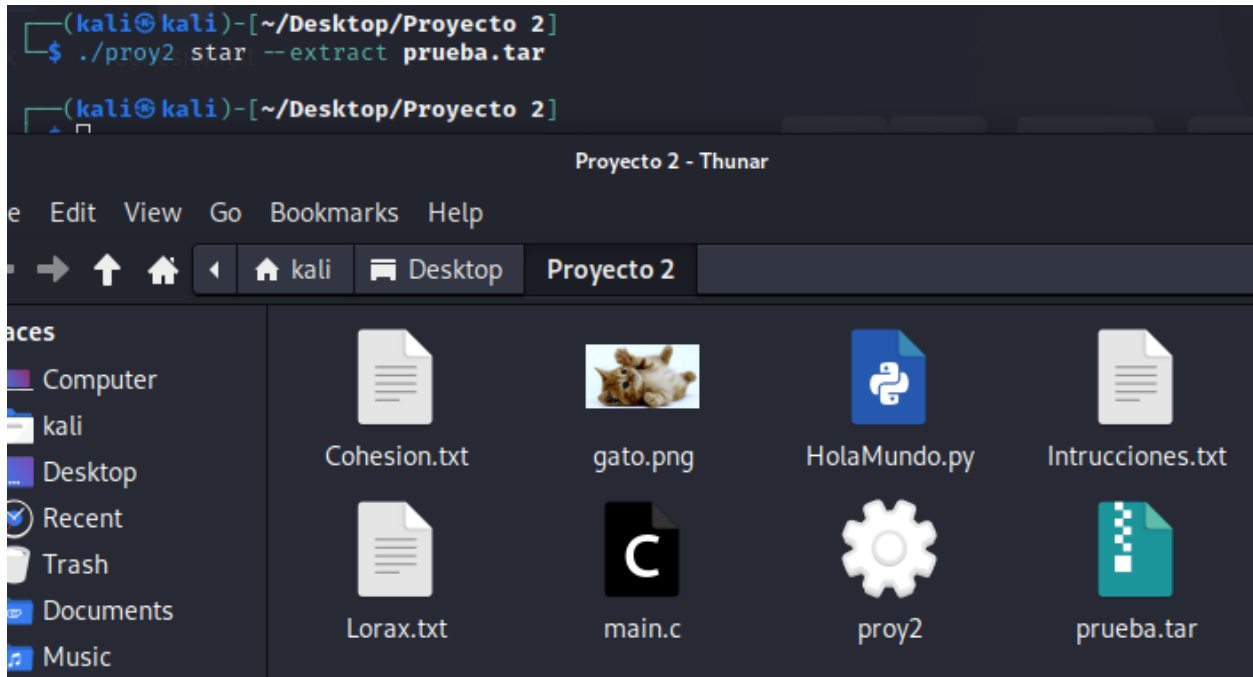 ┌──(kali㉿kali)-[~/Desktop/Proyecto 2]
└─$ ./proy2 star --extract prueba.tar
┌──(kali㉿kali)-[~/Desktop/Proyecto 2]
Proyecto 2 - Thunar
e Edit View Go Bookmarks Help
kali Desktop Proyecto 2
aces
Computer
kali
Desktop
Recent
Trash
Documents
Music
Cohesion.txt gato.png HolaMundo.py Intrucciones.txt
Lorax.txt main.c proy2 prueba.tar